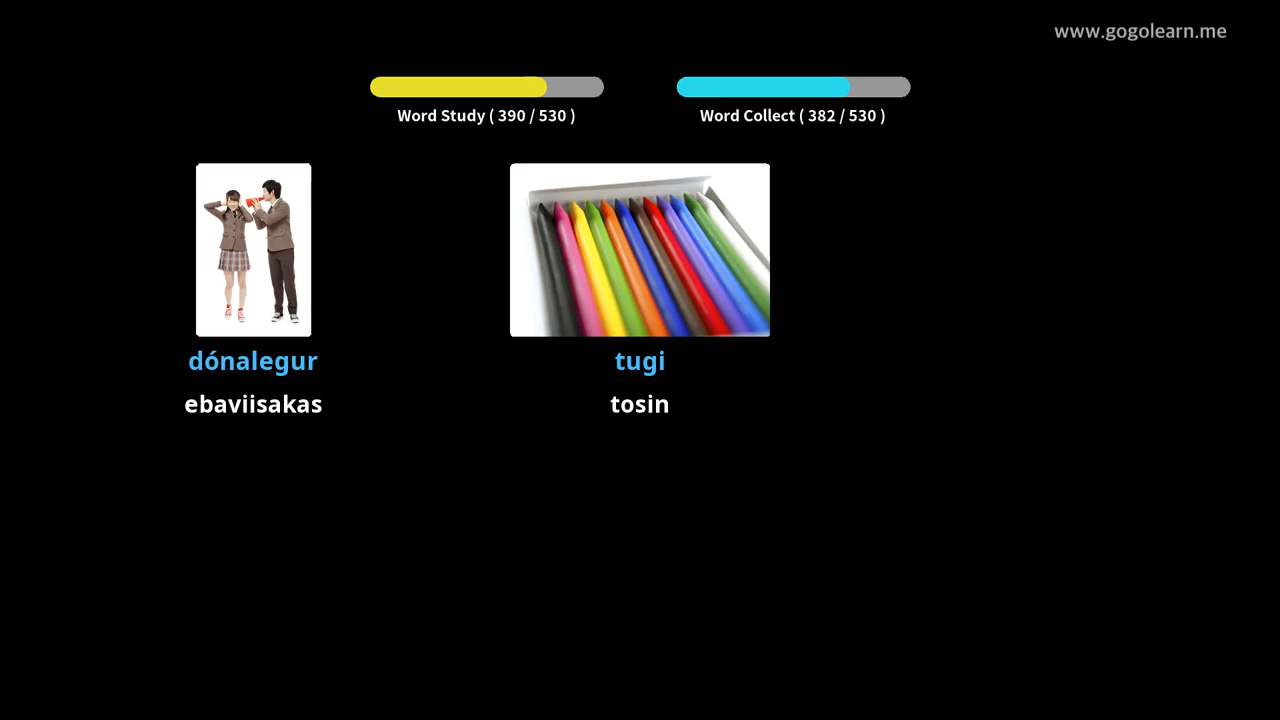 www.gogolearn.me
Word Study ( 390 / 530 )
Word Collect ( 382 / 530 )
dónalegur
tugi
ebaviisakas
tosin